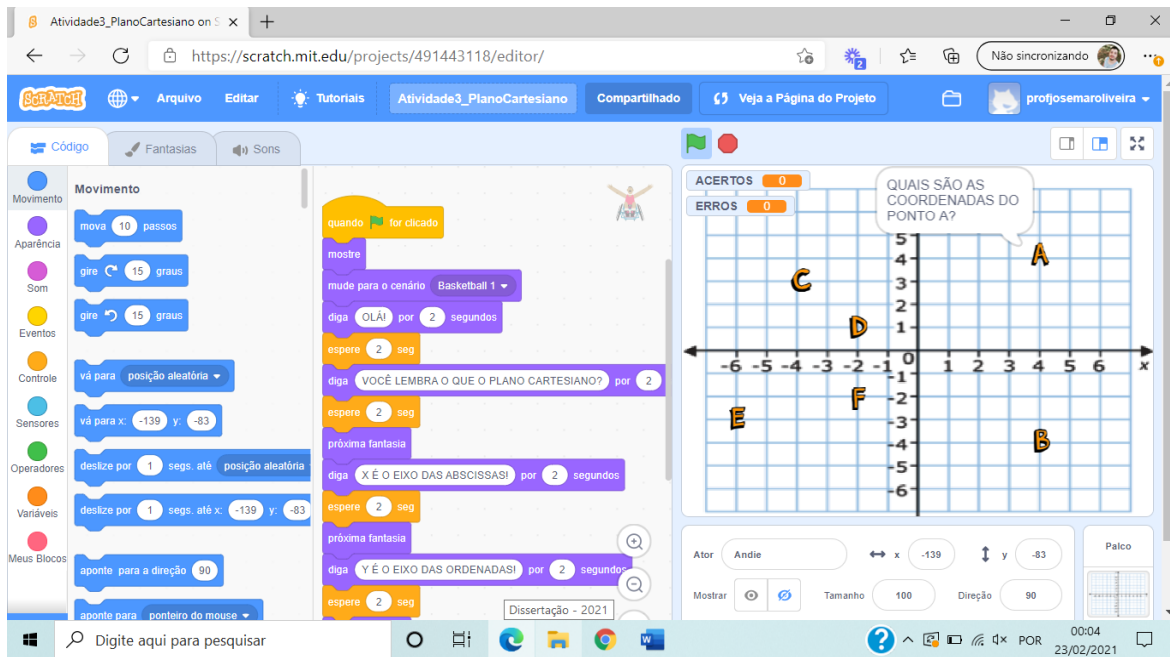 Atividade3_PlanoCartesiano on S
https://scratch.mit.edu/projects/491443118/editor/
2
Não sincronizando
SCRATCH
Arquivo
Editar
Tutoriais
Atividade3_PlanoCartesiano
Compartilhado
Veja a Página do Projeto
profjosemaroliveira
Código
Fantasias
Sons
Movimento
Aparência
Som
Eventos
Controle
Sensores
Operadores
Variáveis
Meus Blocos
Movimento
mova 10 passos
gire 15 graus
gire 15 graus
vá para posição aleatória
vá para x: -139 y: -83
deslize por 1 segs. até posição aleatória
deslize por 1 segs. até x: -139 y: -83
aponte para a direção 90
aponte para ponteiro do mouse
quando for clicado
mostre
mude para o cenário Basketball 1
diga OLÁ! por 2 segundos
espere 2 seg
diga VOCÊ LEMBRA O QUE O PLANO CARTESIANO? por 2
espere 2 seg
próxima fantasia
diga X É O EIXO DAS ABSCISSAS! por 2 segundos
espere 2 seg
próxima fantasia
diga Y É O EIXO DAS ORDENADAS! por 2 segundos
espere 2 seg
Dissertação - 2021
ACERTOS 0
ERROS 0
QUAIS SÃO AS
COORDENADAS DO
PONTO A?
5
4
3
2
1
0
A
C
D
-6 -5 -4 -3 -2 -1 1 2 3 4 5 6 x
-1
-2
-3
-4
-5
-6
F
E
B
Ator Andie x -139 y -83
Mostrar Tamanho 100 Direção 90
Palco
Digite aqui para pesquisar
POR
00:04
23/02/2021